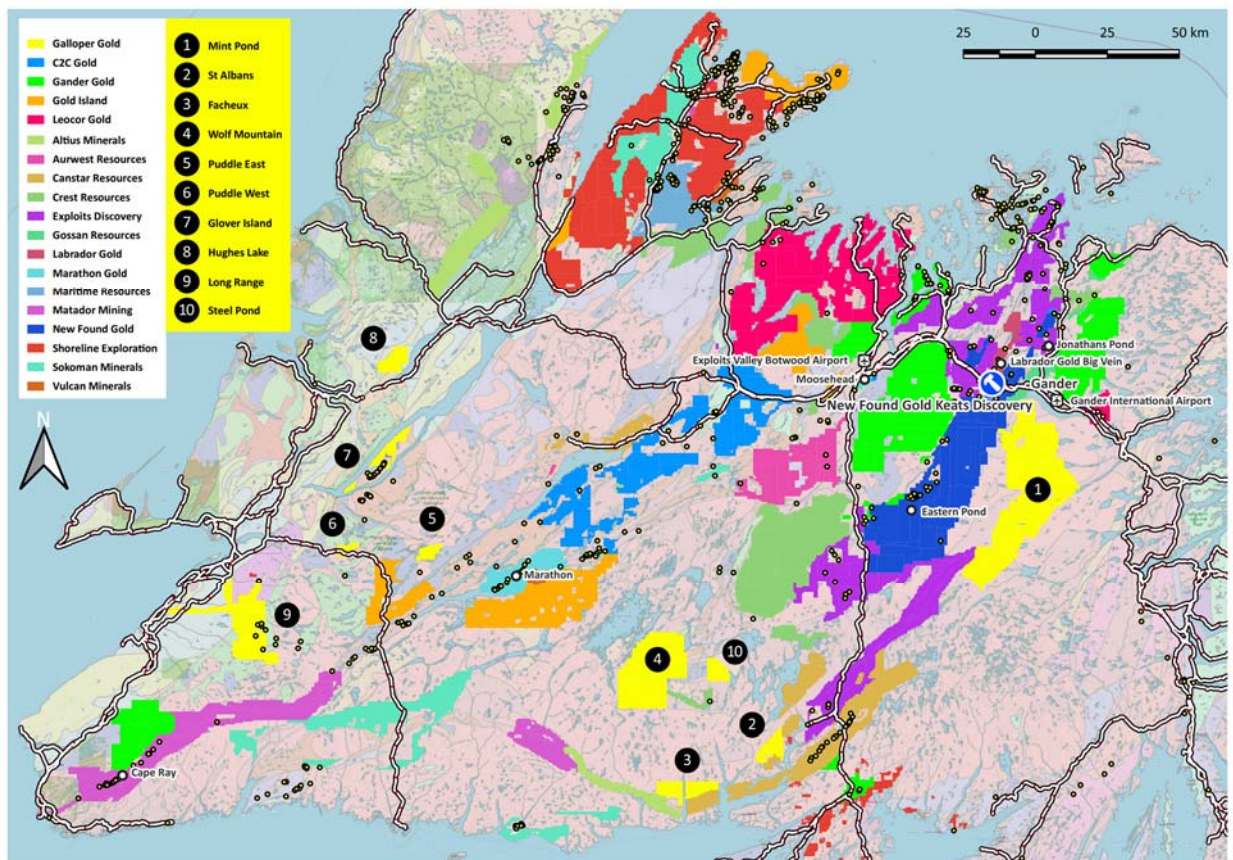 Galloper Gold
C2C Gold
Gander Gold
Gold Island
Leocor Gold
Altius Minerals
Aurwest Resources
Canstar Resources
Crest Resources
Exploits Discovery
Gossan Resources
Labrador Gold
Marathon Gold
Maritime Resources
Matador Mining
New Found Gold
Shoreline Exploration
Sokoman Minerals
Vulcan Minerals
1 Mint Pond
2 St Albans
3 Facheux
4 Wolf Mountain
5 Puddle East
6 Puddle West
7 Glover Island
8 Hughes Lake
9 Long Range
10 Steel Pond
25 0 25 50 km
N
8
Exploits Valley Botwood Airport
Moosehead
Jonathans Pond
Labrador Gold Big Vein
Gander
New Found Gold Keats Discovery
Gander International Airport
7
1
6
5
Eastern Pond
Marathon
9
4
10
2
3
Cape Ray